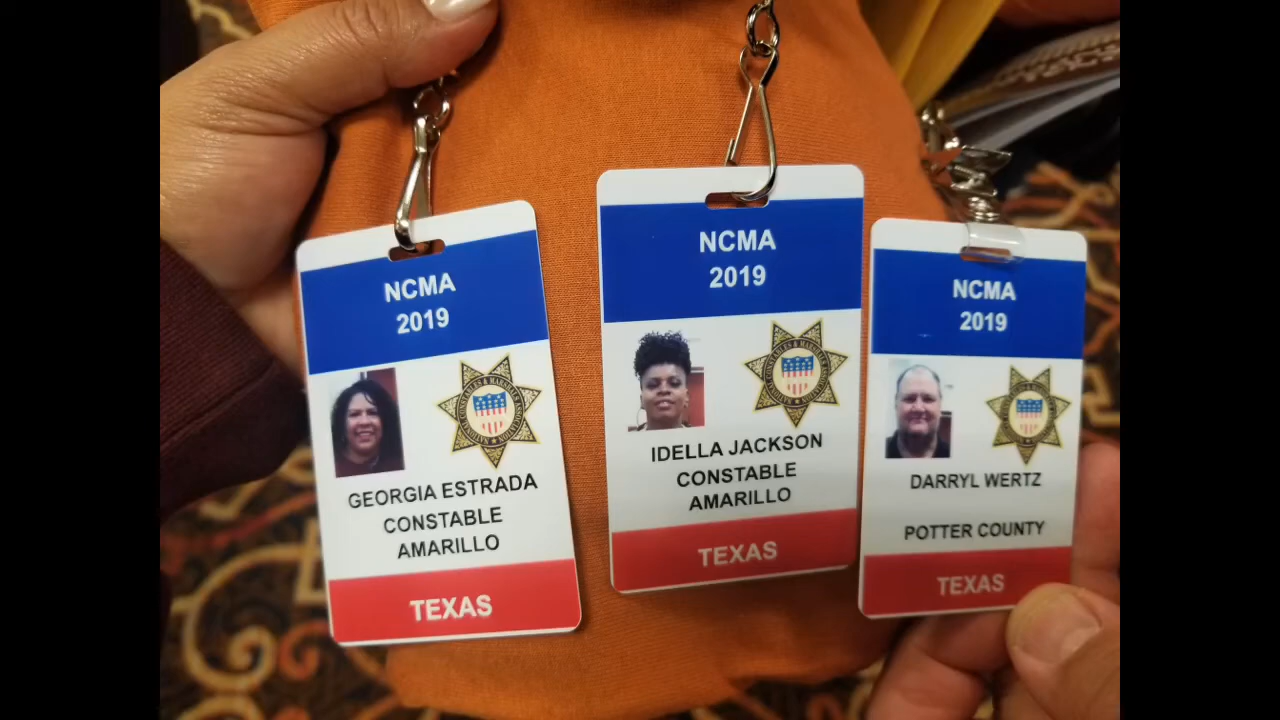 NCMA
2019
GEORGIA ESTRADA
CONSTABLE
AMARILLO
TEXAS
NCMA
2019
IDELLA JACKSON
CONSTABLE
AMARILLO
TEXAS
NCMA
2019
DARRYL WERTZ
POTTER COUNTY
TEXAS